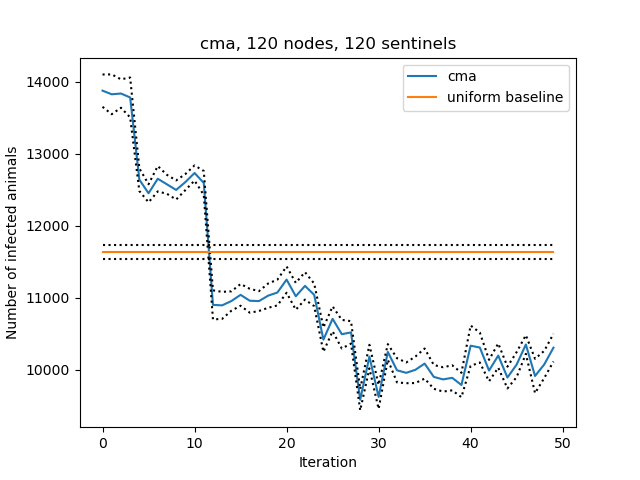 cma, 120 nodes, 120 sentinels
cma
uniform baseline
Number of infected animals
14000
13000
12000
11000
10000
0 10 20 30 40 50
Iteration